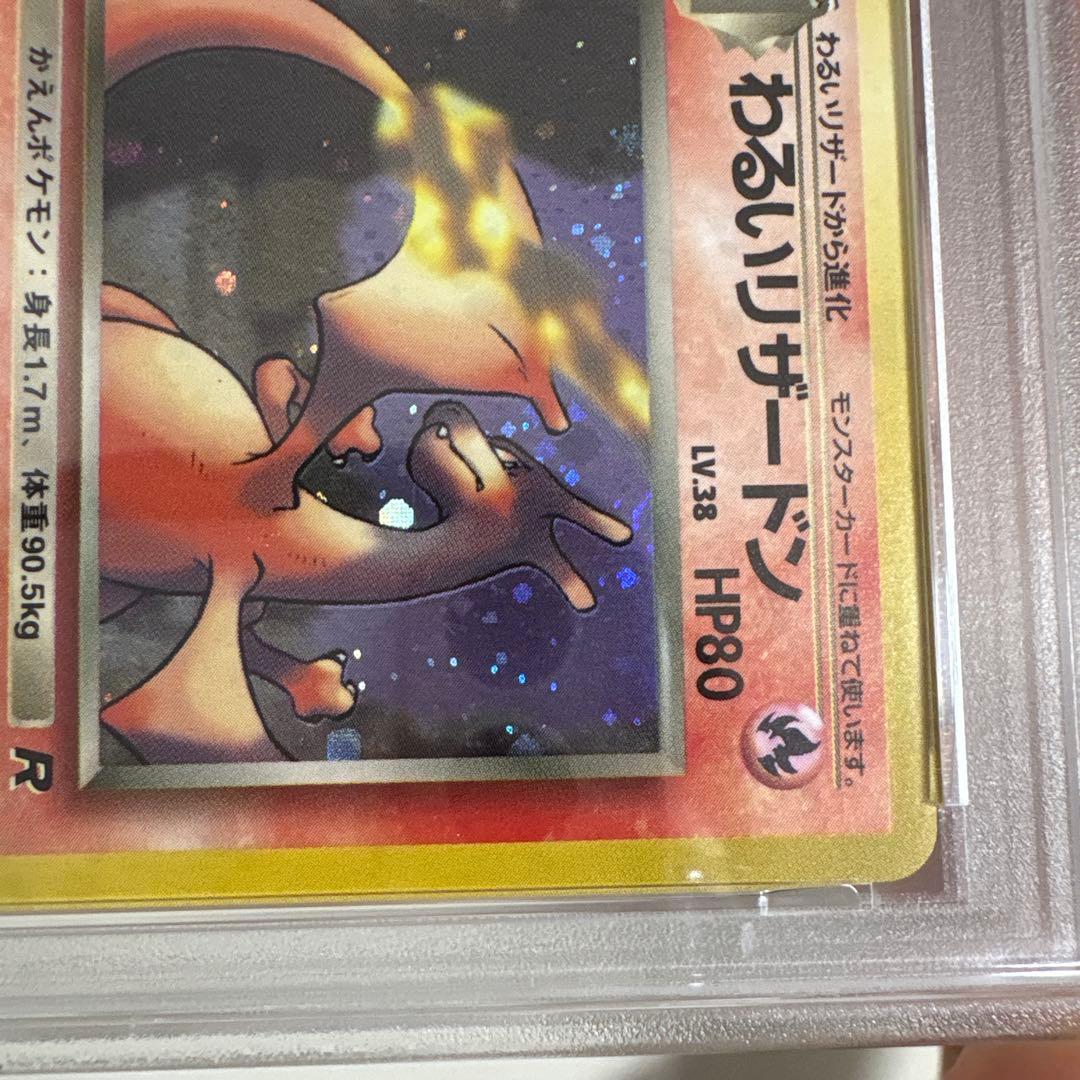 わるいリザードから進化 モンスターカードに重ねて使います。
わるいリザードン
LV.38 HP80
かえんポケモン：身長1.7m、体重90.5kg
R